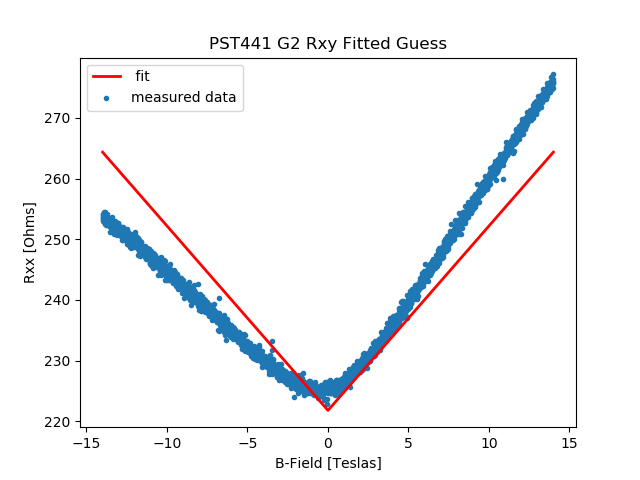 PST441 G2 Rxy Fitted Guess
fit
measured data
Rxx [Ohms]
270
260
250
240
230
220
−15
−10
−5
0
5
10
15
B-Field [Teslas]